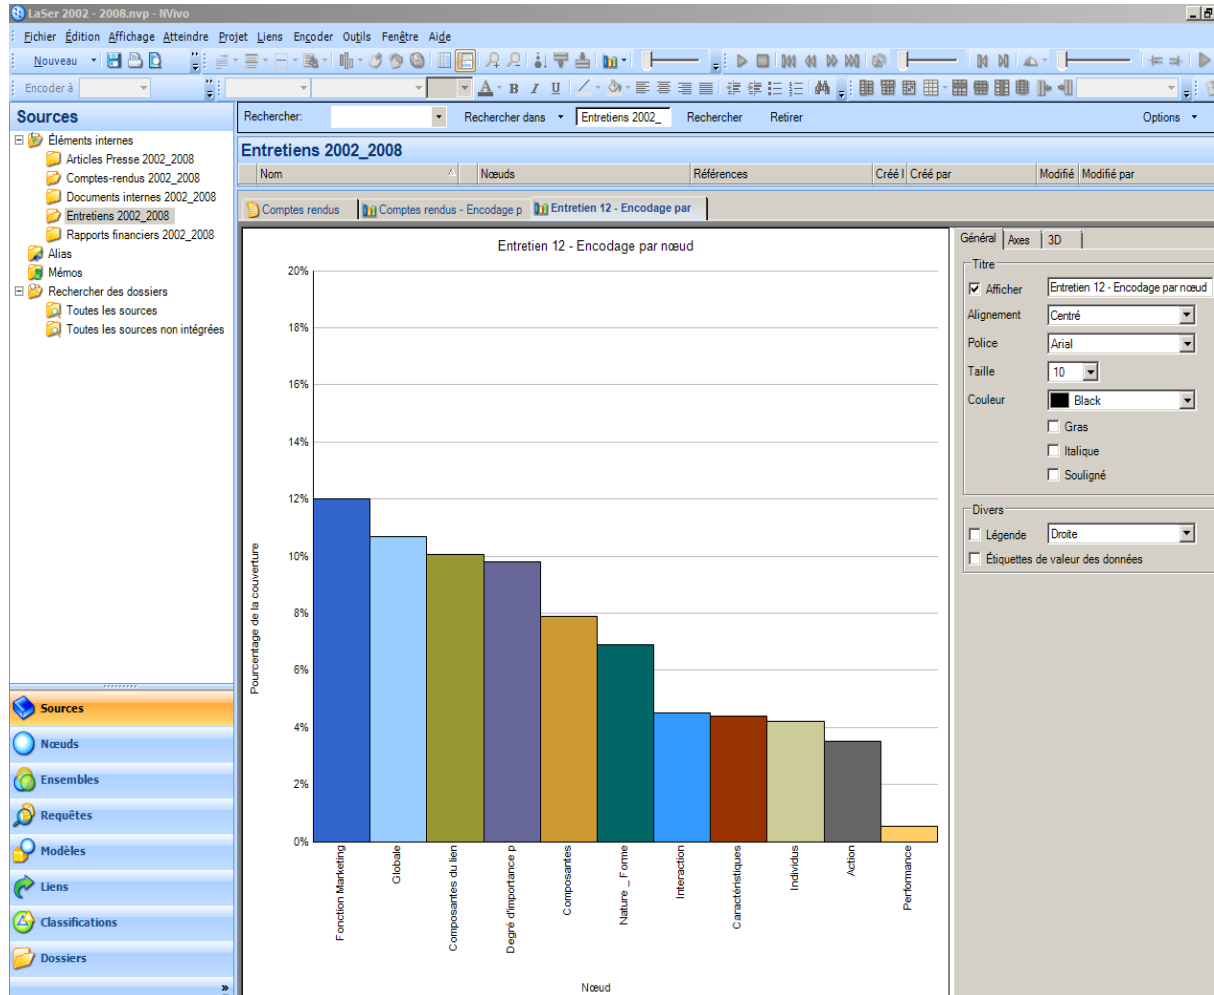 LaSer 2002 - 2008.nvp - NVivo
Fichier Édition Affichage Atteindre Projet Liens Encoder Outils Fenêtre Aide
Nouveau
Encoder à
A B I U
Sources
Éléments internes
Articles Presse 2002_2008
Comptes-rendus 2002_2008
Documents internes 2002_2008
Entretiens 2002_2008
Rapports financiers 2002_2008
Alias
Mémos
Rechercher des dossiers
Toutes les sources
Toutes les sources non intégrées
Sources
Nœuds
Ensembles
Requêtes
Modèles
Liens
Classifications
Dossiers
»
Rechercher: Rechercher dans Entretiens 2002_ Rechercher Retirer Options
Entretiens 2002_2008
Nom Nœuds Références Créé l Créé par Modifié Modifié par
Comptes rendus Comptes rendus - Encodage p Entretien 12 - Encodage par
Entretien 12 - Encodage par nœud
20%
18%
16%
14%
12%
10%
8%
6%
4%
2%
0%
Pourcentage de la couverture
Fonction Marketing
Globale
Composantes du lien
Degré d'importance p
Composantes
Nature _ Forme
Interaction
Caractéristiques
Individus
Action
Performance
Nœud
Général Axes 3D
Titre
Afficher Entretien 12 - Encodage par nœud
Alignement Centré
Police Arial
Taille 10
Couleur Black
Gras
Italique
Souligné
Divers
Légende Droite
Étiquettes de valeur des données